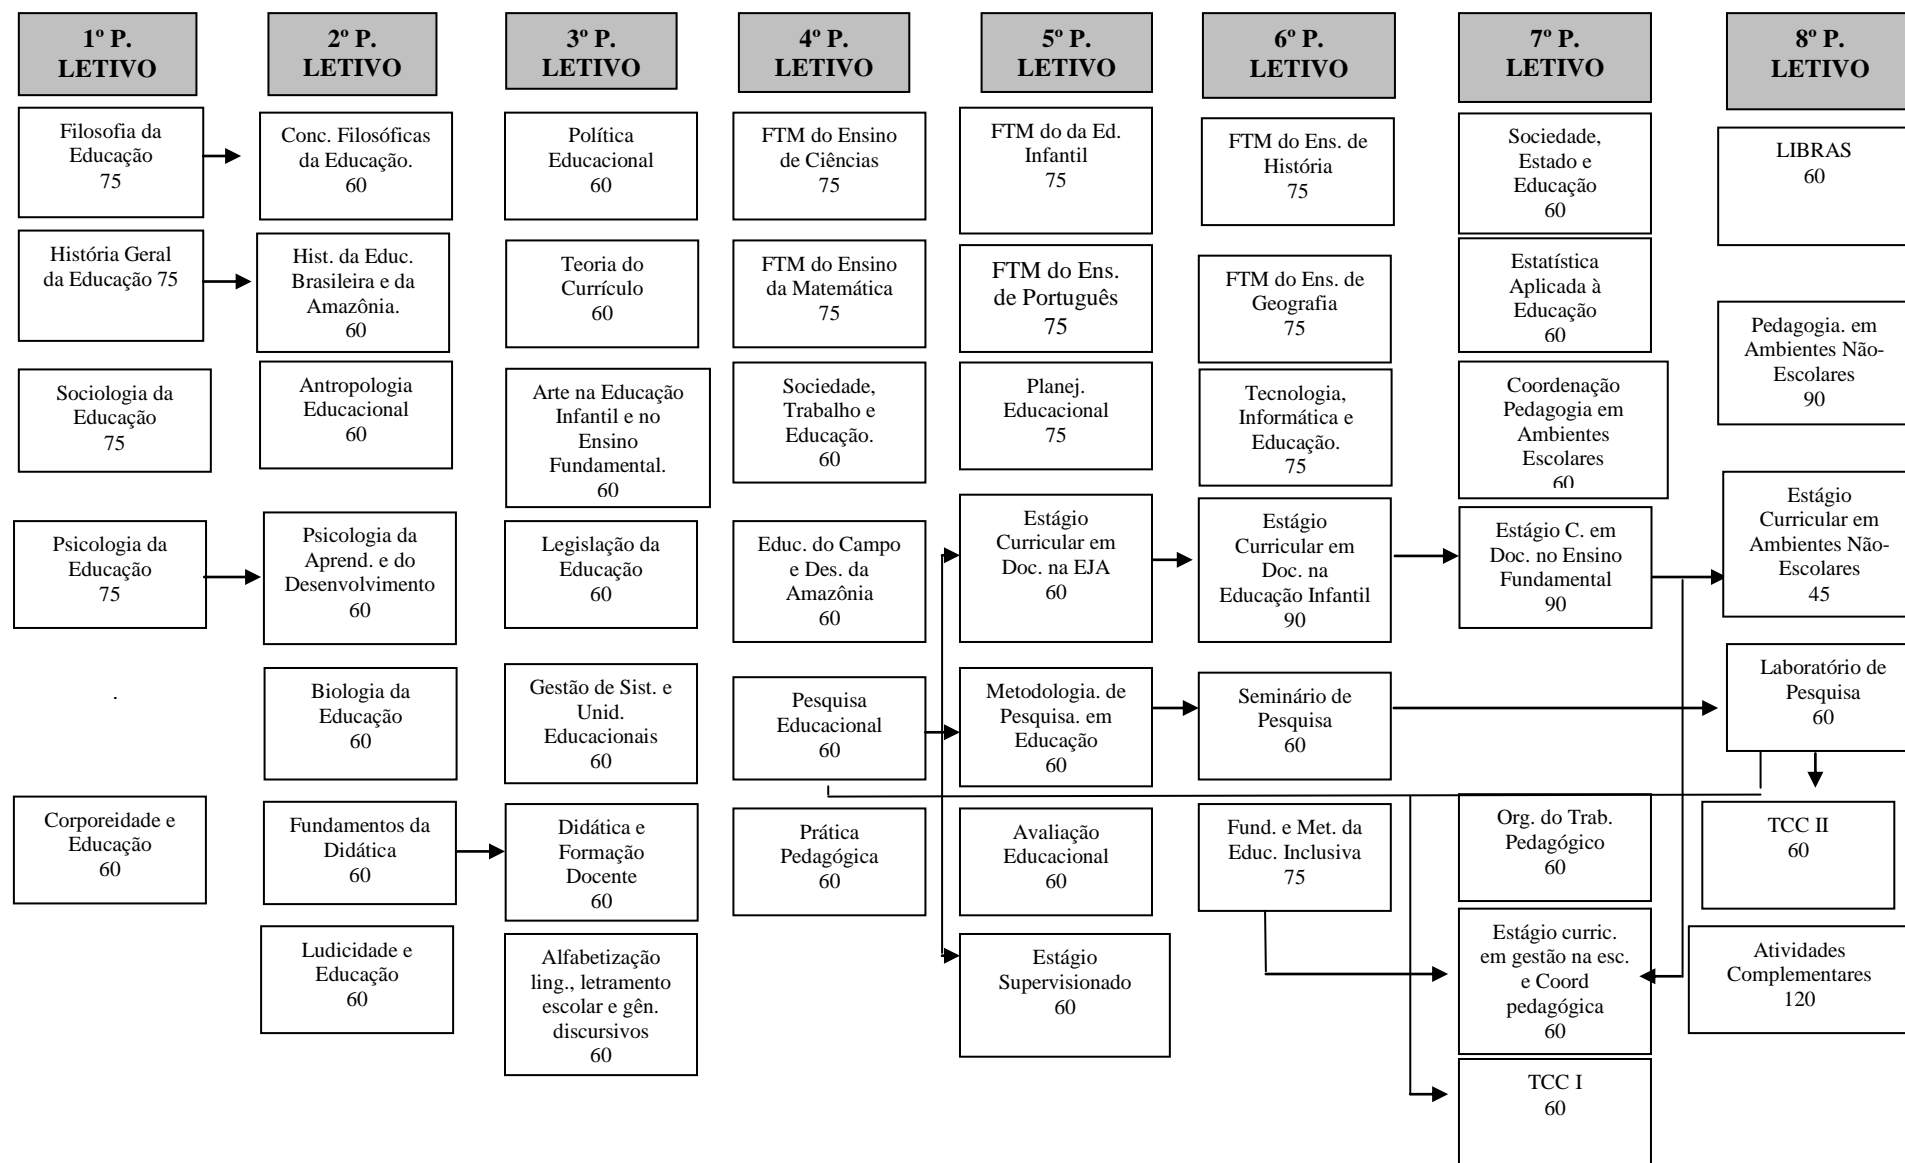 1º P.
LETIVO
2º P.
LETIVO
3º P.
LETIVO
4º P.
LETIVO
5º P.
LETIVO
6º P.
LETIVO
7º P.
LETIVO
8º P.
LETIVO
Filosofia da
Educação
75
História Geral
da Educação 75
Sociologia da
Educação
75
Psicologia da
Educação
75
.
Corporeidade e
Educação
60
Conc. Filosóficas
da Educação.
60
Hist. da Educ.
Brasileira e da
Amazônia.
60
Antropologia
Educacional
60
Psicologia da
Aprend. e do
Desenvolvimento
60
Biologia da
Educação
60
Fundamentos da
Didática
60
Ludicidade e
Educação
60
Política
Educacional
60
Teoria do
Currículo
60
Arte na Educação
Infantil e no
Ensino
Fundamental.
60
Legislação da
Educação
60
Gestão de Sist. e
Unid.
Educacionais
60
Didática e
Formação
Docente
60
Alfabetização
ling., letramento
escolar e gên.
discursivos
60
FTM do Ensino
de Ciências
75
FTM do Ensino
da Matemática
75
Sociedade,
Trabalho e
Educação.
60
Educ. do Campo
e Des. da
Amazônia
60
Pesquisa
Educacional
60
Prática
Pedagógica
60
FTM do da Ed.
Infantil
75
FTM do Ens.
de Português
75
Planej.
Educacional
75
Estágio
Curricular em
Doc. na EJA
60
Metodologia. de
Pesquisa. em
Educação
60
Avaliação
Educacional
60
Estágio
Supervisionado
60
FTM do Ens. de
História
75
FTM do Ens. de
Geografia
75
Tecnologia,
Informática e
Educação.
75
Estágio
Curricular em
Doc. na
Educação Infantil
90
Seminário de
Pesquisa
60
Fund. e Met. da
Educ. Inclusiva
75
Sociedade,
Estado e
Educação
60
Estatística
Aplicada à
Educação
60
Coordenação
Pedagogia em
Ambientes
Escolares
60
Estágio C. em
Doc. no Ensino
Fundamental
90
Org. do Trab.
Pedagógico
60
Estágio curric.
em gestão na esc.
e Coord
pedagógica
60
TCC I
60
LIBRAS
60
Pedagogia. em
Ambientes Não-
Escolares
90
Estágio
Curricular em
Ambientes Não-
Escolares
45
Laboratório de
Pesquisa
60
TCC II
60
Atividades
Complementares
120